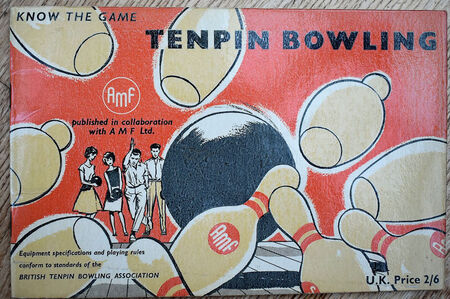 KNOW THE GAME
TENPIN BOWLING
AMF
published in collaboration
with AMF Ltd.
AMF
AMF
Equipment specifications and playing rules
conform to standards of the
BRITISH TENPIN BOWLING ASSOCIATION
U.K. Price 2/6